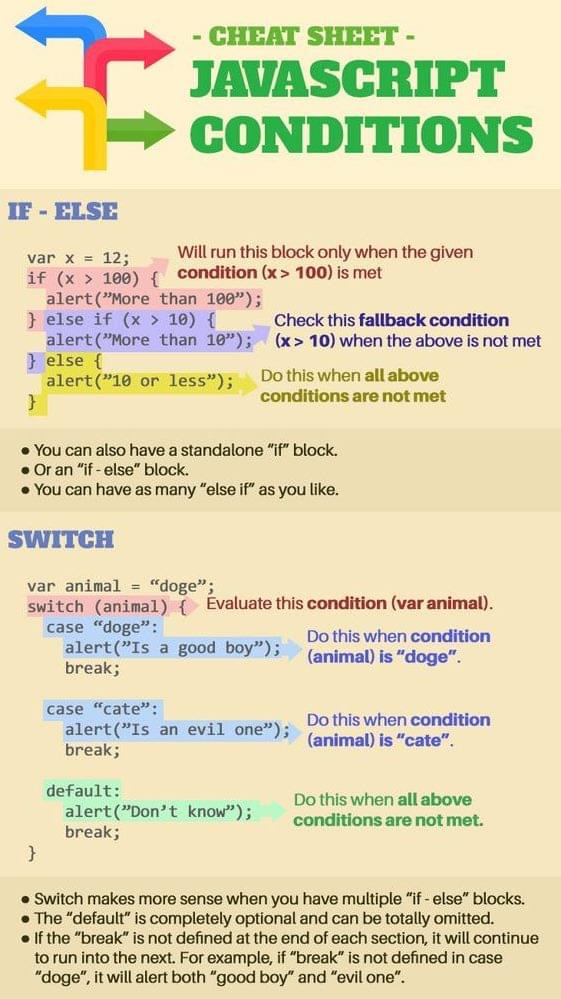 - CHEAT SHEET -
JAVASCRIPT
CONDITIONS
IF - ELSE
var x = 12;
if (x > 100) {
alert(”More than 100”);
} else if (x > 10) {
alert(”More than 10”);
} else {
alert(”10 or less”);
}
Will run this block only when the given
condition (x > 100) is met
Check this fallback condition
(x > 10) when the above is not met
Do this when all above
conditions are not met
● You can also have a standalone “if” block.
● Or an “if - else” block.
● You can have as many “else if” as you like.
SWITCH
var animal = “doge”;
switch (animal) {
Evaluate this condition (var animal).
case “doge”:
alert(”Is a good boy”);
break;
Do this when condition
(animal) is “doge”.
case “cate”:
alert(”Is an evil one”);
break;
Do this when condition
(animal) is “cate”.
default:
alert(”Don’t know”);
break;
}
Do this when all above
conditions are not met.
● Switch makes more sense when you have multiple “if - else” blocks.
● The “default” is completely optional and can be totally omitted.
● If the “break” is not defined at the end of each section, it will continue
to run into the next. For example, if “break” is not defined in case
“doge”, it will alert both “good boy” and “evil one”.